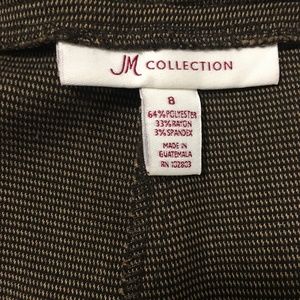 JM COLLECTION
8
64%POLYESTER
33%RAYON
3%SPANDEX
MADE IN
GUATEMALA
RN 102803